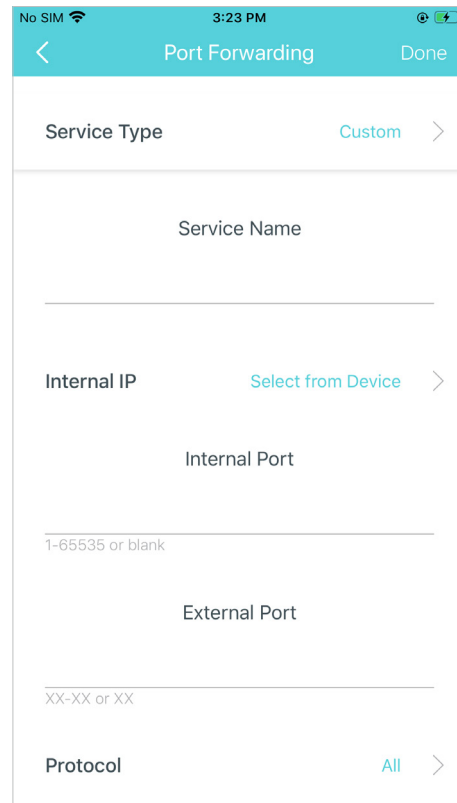 No SIM 3:23 PM
Port Forwarding Done
Service Type Custom
Service Name
Internal IP Select from Device
Internal Port
1-65535 or blank
External Port
XX-XX or XX
Protocol All